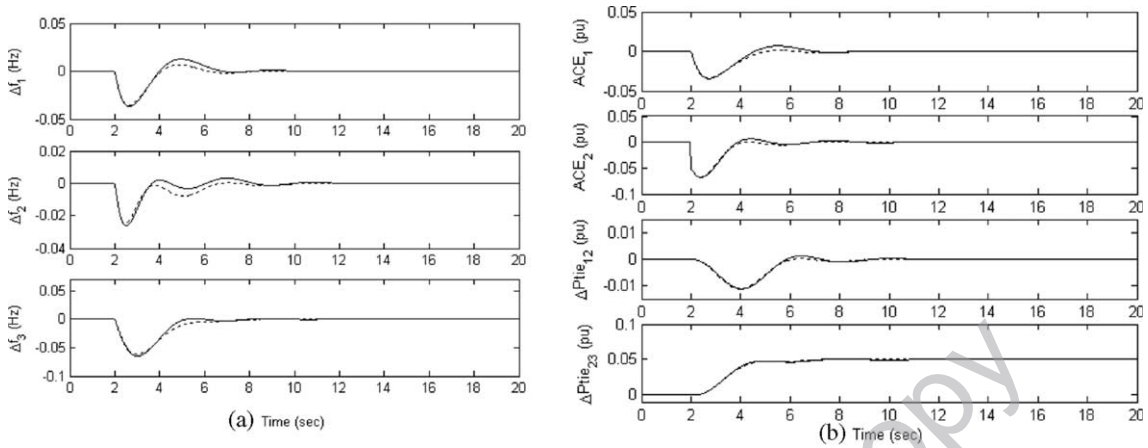 0.05
Δf1 (Hz)
0
-0.05
0 2 4 6 8 10 12 14 16 18 20
0.02
Δf2 (Hz)
0
-0.02
-0.04
0 2 4 6 8 10 12 14 16 18 20
0.05
Δf3 (Hz)
0
-0.05
-0.1
0 2 4 6 8 10 12 14 16 18 20
(a) Time (sec)
0.05
ACE1 (pu)
0
-0.05
0 2 4 6 8 10 12 14 16 18 20
0.05
ACE2 (pu)
0
-0.05
-0.1
0 2 4 6 8 10 12 14 16 18 20
0.01
ΔPtie12 (pu)
0
-0.01
0 2 4 6 8 10 12 14 16 18 20
0.1
ΔPtie23 (pu)
0.05
0
0 2 4 6 8 10 12 14 16 18 20
(b) Time (sec)
opy